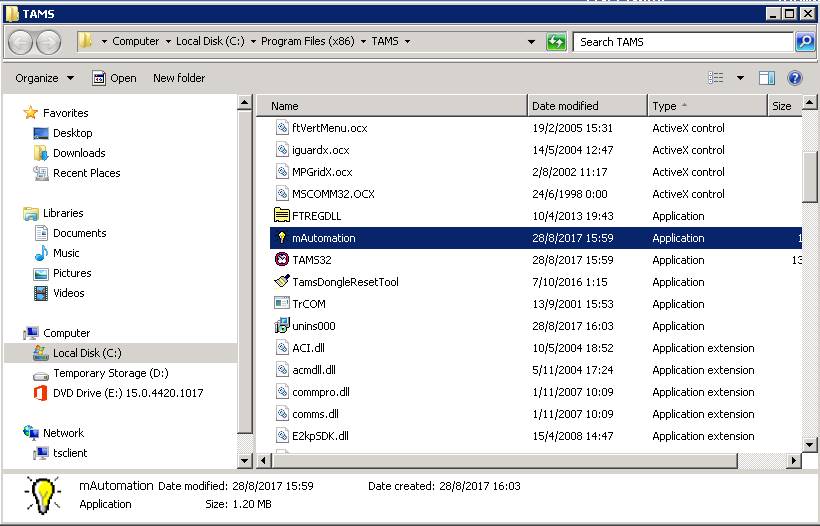 TAMS
Computer Local Disk (C:) Program Files (x86) TAMS Search TAMS
Organize Open New folder
Favorites
Desktop
Downloads
Recent Places
Libraries
Documents
Music
Pictures
Videos
Computer
Local Disk (C:)
Temporary Storage (D:)
DVD Drive (E:) 15.0.4420.1017
Network
tsclient
Name Date modified Type Size
ftVertMenu.ocx 19/2/2005 15:31 ActiveX control
iguardx.ocx 14/5/2004 12:47 ActiveX control
MPGridX.ocx 2/8/2002 11:17 ActiveX control
MSCOMM32.OCX 24/6/1998 0:00 ActiveX control
FTREGDLL 10/4/2013 19:43 Application
mAutomation 28/8/2017 15:59 Application 1
TAMS32 28/8/2017 15:59 Application 13
TamsDongleResetTool 7/10/2016 1:15 Application
TrCOM 13/9/2001 15:53 Application
unins000 28/8/2017 16:03 Application
ACI.dll 10/5/2004 18:52 Application extension
acmdll.dll 5/11/2004 17:24 Application extension
commpro.dll 1/11/2007 10:09 Application extension
comms.dll 1/11/2007 10:09 Application extension
E2kpSDK.dll 15/4/2008 14:47 Application extension
mAutomation Date modified: 28/8/2017 15:59 Date created: 28/8/2017 16:03
Application Size: 1.20 MB